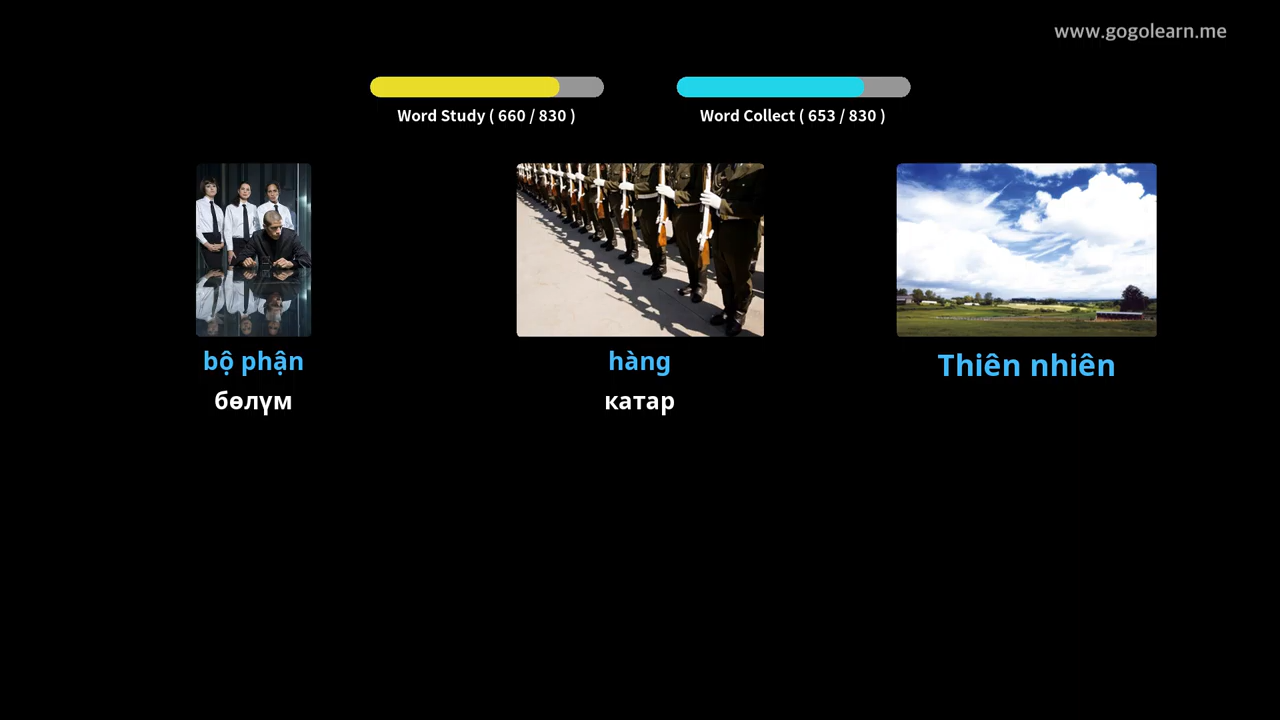 www.gogolearn.me
Word Study ( 660 / 830 )
Word Collect ( 653 / 830 )
bộ phận
бөлүм
hàng
катар
Thiên nhiên